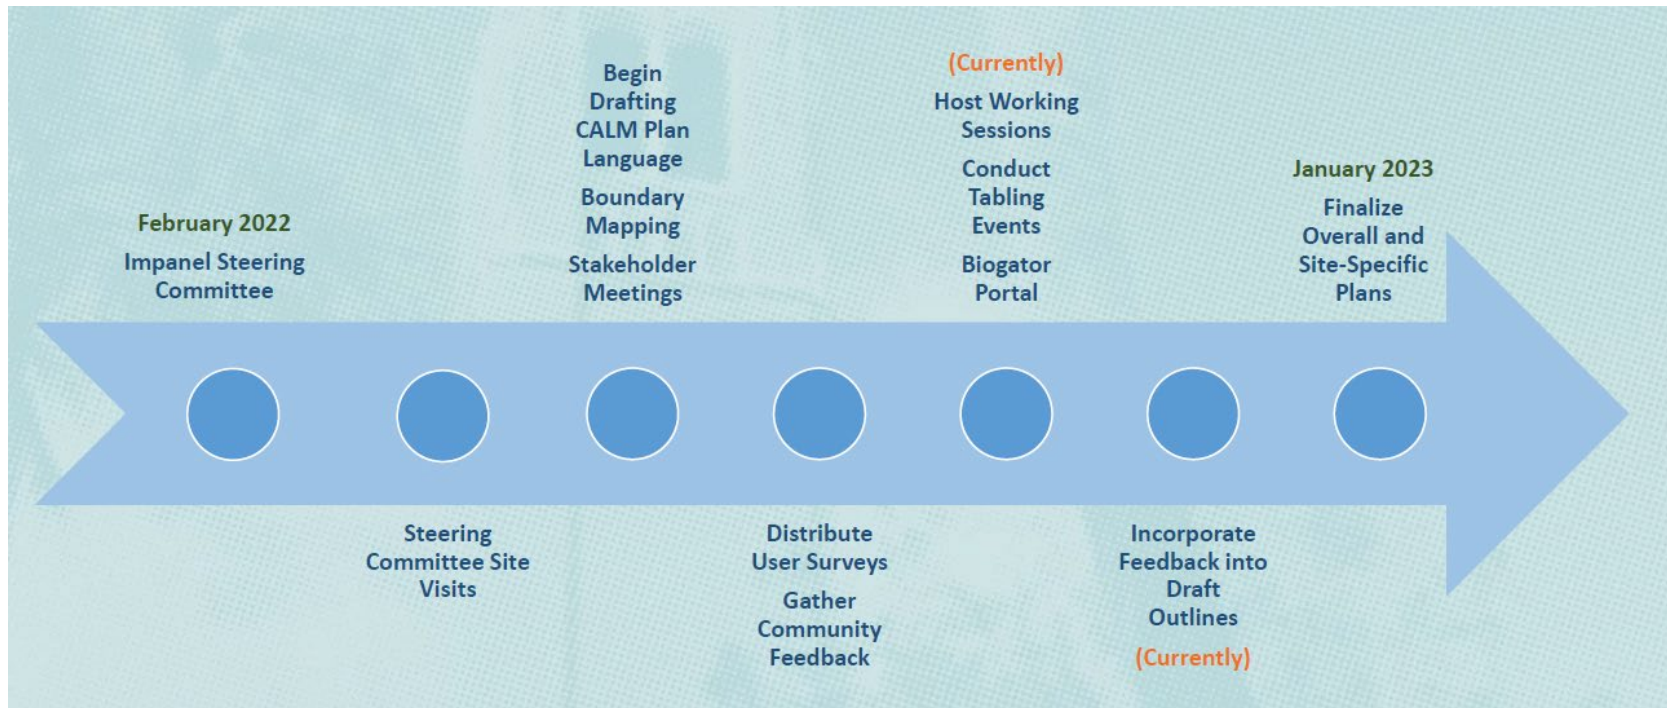 February 2022
Impanel Steering
Committee
Steering
Committee Site
Visits
Begin
Drafting
CALM Plan
Language
Boundary
Mapping
Stakeholder
Meetings
Distribute
User Surveys
Gather
Community
Feedback
(Currently)
Host Working
Sessions
Conduct
Tabling
Events
Biogator
Portal
Incorporate
Feedback into
Draft
Outlines
(Currently)
January 2023
Finalize
Overall and
Site-Specific
Plans